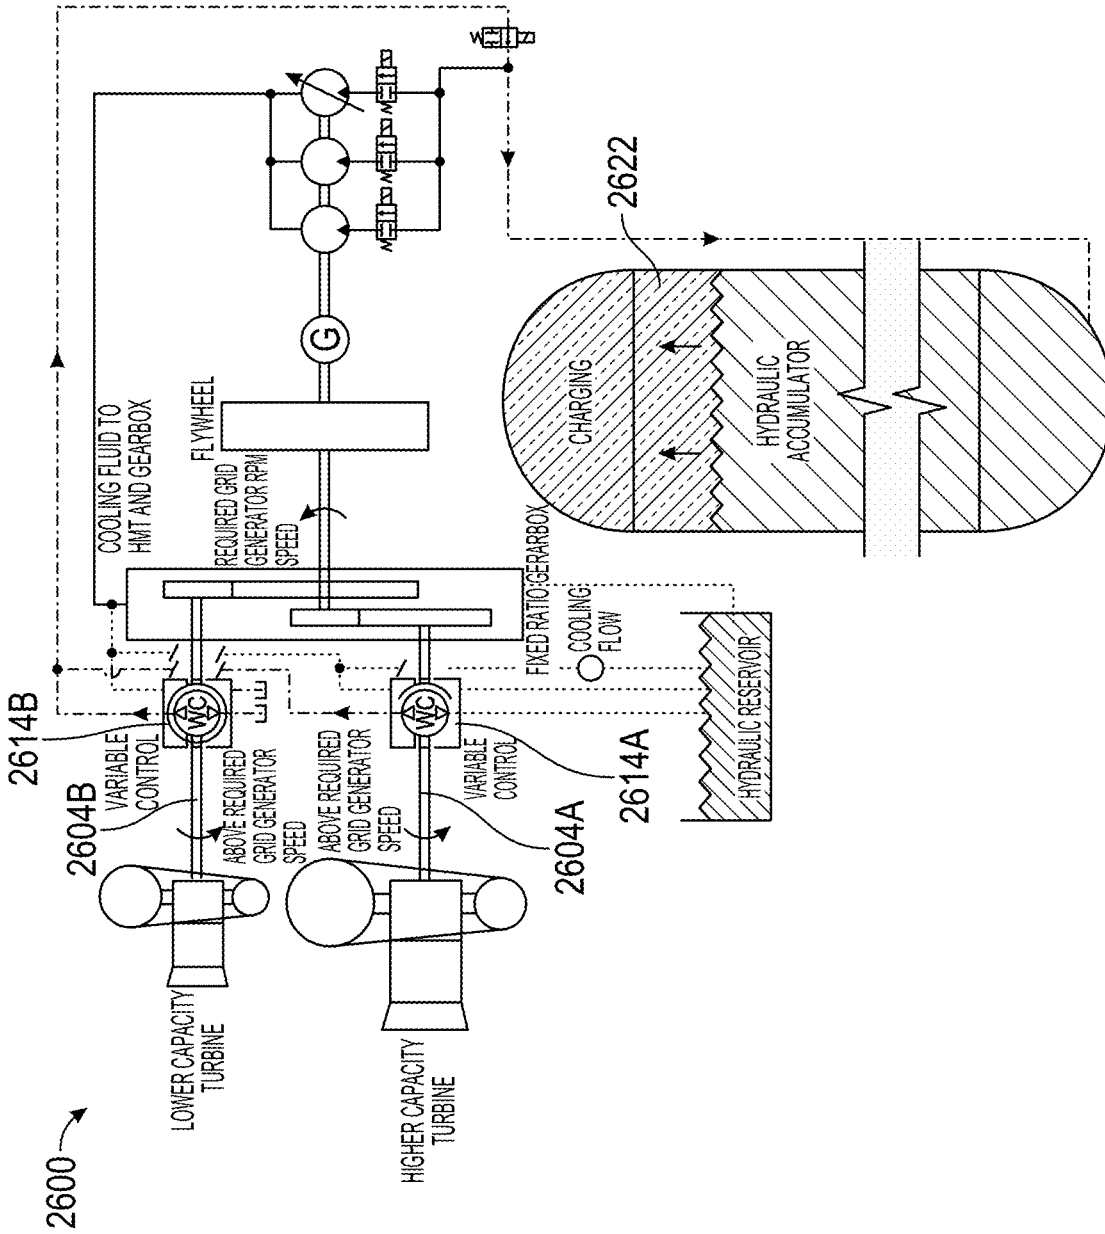 2600
LOWER CAPACITY
TURBINE
HIGHER CAPACITY
TURBINE
2604B
2614B
VARIABLE
CONTROL
ABOVE REQUIRED
GRID GENERATOR
SPEED
ABOVE REQUIRED
GRID GENERATOR
SPEED
2604A
VARIABLE
CONTROL
2614A
WC
WC
COOLING FLUID TO
HMT AND GEARBOX
FLYWHEEL
REQUIRED GRID
GENERATOR RPM
SPEED
G
FIXED RATIO GERARBOX
COOLING
FLOW
HYDRAULIC RESERVOIR
CHARGING
HYDRAULIC
ACCUMULATOR
2622